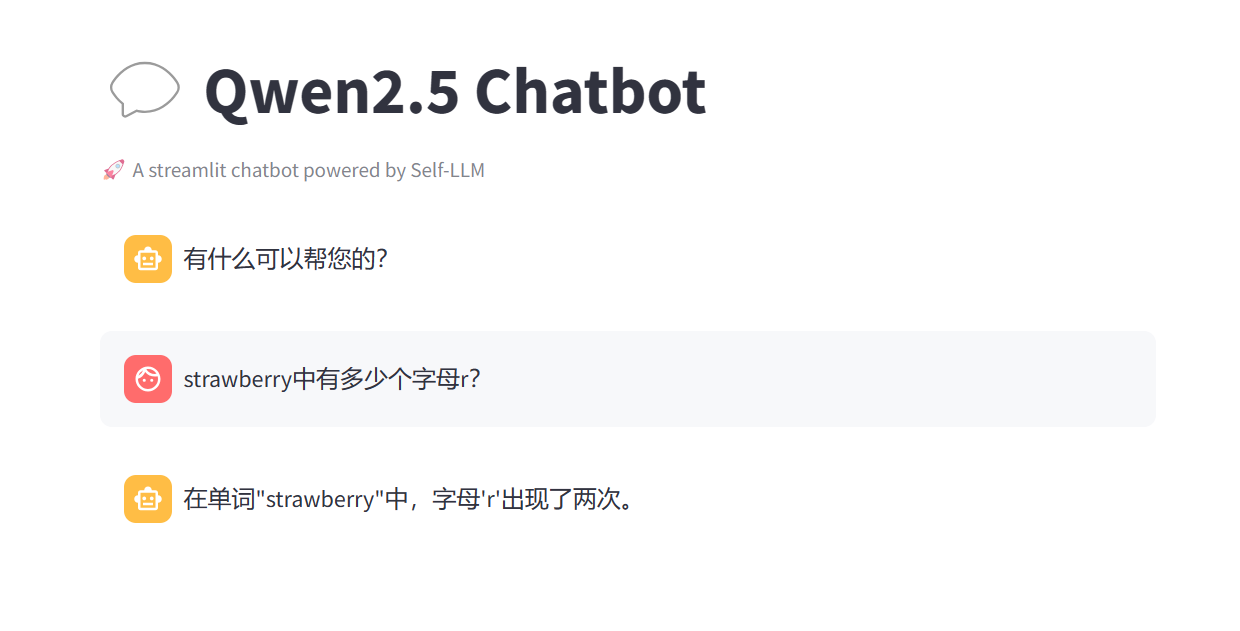 Qwen2.5 Chatbot
🚀 A streamlit chatbot powered by Self-LLM
有什么可以帮您的?
strawberry中有多少个字母r?
在单词"strawberry"中，字母'r'出现了两次。